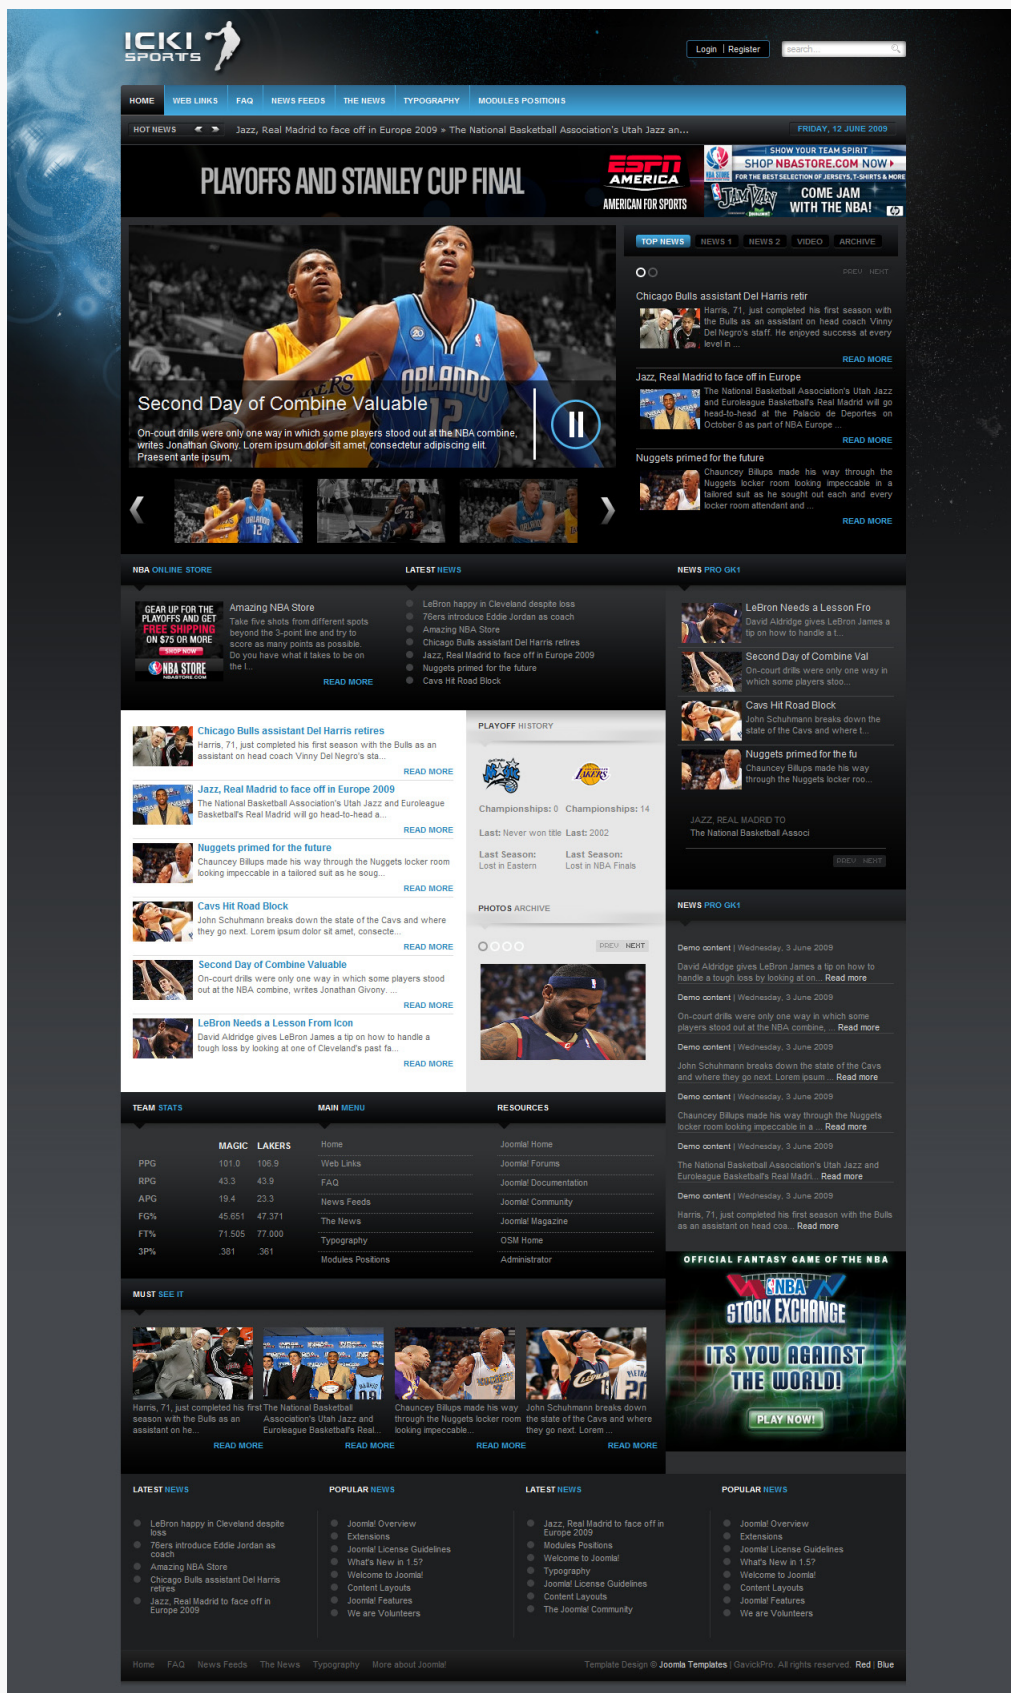 ICKI
SPORTS
Login | Register
search...
HOME WEB LINKS FAQ NEWS FEEDS THE NEWS TYPOGRAPHY MODULES POSITIONS
HOT NEWS Jazz, Real Madrid to face off in Europe 2009 » The National Basketball Association's Utah Jazz an... FRIDAY, 12 JUNE 2009
PLAYOFFS AND STANLEY CUP FINAL
ESPN
AMERICA
AMERICAN FOR SPORTS
SHOW YOUR TEAM SPIRIT
SHOP NBASTORE.COM NOW
FOR THE BEST SELECTION OF JERSEYS, T-SHIRTS & MORE
JAM VAN
COME JAM
WITH THE NBA!
hp
ORLANDO
12
Second Day of Combine Valuable
On-court drills were only one way in which some players stood out at the NBA combine,
writes Jonathan Givony. Lorem ipsum dolor sit amet, consectetur adipiscing elit.
Praesent ante ipsum,
TOP NEWS NEWS 1 NEWS 2 VIDEO ARCHIVE
PREV NEXT
Chicago Bulls assistant Del Harris retir
Harris, 71, just completed his first season with
the Bulls as an assistant on head coach Vinny
Del Negro's staff. He enjoyed success at every
level in ...
READ MORE
Jazz, Real Madrid to face off in Europe
The National Basketball Association's Utah Jazz
and Euroleague Basketball's Real Madrid will go
head-to-head at the Palacio de Deportes on
October 8 as part of NBA Europe ...
READ MORE
Nuggets primed for the future
Chauncey Billups made his way through the
Nuggets locker room looking impeccable in a
tailored suit as he sought out each and every
locker room attendant and ...
READ MORE
NBA ONLINE STORE
GEAR UP FOR THE
PLAYOFFS AND GET
FREE SHIPPING
ON $75 OR MORE
SHOP NOW
NBA STORE
NBASTORE.COM
Amazing NBA Store
Take five shots from different spots
beyond the 3-point line and try to
score as many points as possible.
Do you have what it takes to be on
the l...
READ MORE
LATEST NEWS
LeBron happy in Cleveland despite loss
76ers introduce Eddie Jordan as coach
Amazing NBA Store
Chicago Bulls assistant Del Harris retires
Jazz, Real Madrid to face off in Europe 2009
Nuggets primed for the future
Cavs Hit Road Block
NEWS PRO GK1
LeBron Needs a Lesson Fro
David Aldridge gives LeBron James a
tip on how to handle a t...
Second Day of Combine Val
On-court drills were only one way in
which some players stoo...
Cavs Hit Road Block
John Schuhmann breaks down the
state of the Cavs and where t...
Nuggets primed for the fu
Chauncey Billups made his way
through the Nuggets locker roo...
JAZZ, REAL MADRID TO
The National Basketball Associ
PREV NEXT
Chicago Bulls assistant Del Harris retires
Harris, 71, just completed his first season with the Bulls as an
assistant on head coach Vinny Del Negro's sta...
READ MORE
Jazz, Real Madrid to face off in Europe 2009
The National Basketball Association's Utah Jazz and Euroleague
Basketball's Real Madrid will go head-to-head a...
READ MORE
Nuggets primed for the future
Chauncey Billups made his way through the Nuggets locker room
looking impeccable in a tailored suit as he soug...
READ MORE
Cavs Hit Road Block
John Schuhmann breaks down the state of the Cavs and where
they go next. Lorem ipsum dolor sit amet, consecte...
READ MORE
Second Day of Combine Valuable
On-court drills were only one way in which some players stood
out at the NBA combine, writes Jonathan Givony. ...
READ MORE
LeBron Needs a Lesson From Icon
David Aldridge gives LeBron James a tip on how to handle a
tough loss by looking at one of Cleveland's past fa...
READ MORE
PLAYOFF HISTORY
LAKERS
Championships: 0 Championships: 14
Last: Never won title Last: 2002
Last Season: Last Season:
Lost in Eastern Lost in NBA Finals
PHOTOS ARCHIVE
PREV NEXT
NEWS PRO GK1
Demo content | Wednesday, 3 June 2009
David Aldridge gives LeBron James a tip on how to
handle a tough loss by looking at on... Read more
Demo content | Wednesday, 3 June 2009
On-court drills were only one way in which some
players stood out at the NBA combine, ... Read more
Demo content | Wednesday, 3 June 2009
John Schuhmann breaks down the state of the Cavs
and where they go next. Lorem ipsum ... Read more
Demo content | Wednesday, 3 June 2009
Chauncey Billups made his way through the Nuggets
locker room looking impeccable in a ... Read more
Demo content | Wednesday, 3 June 2009
The National Basketball Association's Utah Jazz and
Euroleague Basketball's Real Madri... Read more
Demo content | Wednesday, 3 June 2009
Harris, 71, just completed his first season with the Bulls
as an assistant on head coa... Read more
TEAM STATS
MAGIC LAKERS
PPG 101.0 106.9
RPG 43.3 43.9
APG 19.4 23.3
FG% 45.651 47.371
FT% 71.505 77.000
3P% .381 .361
MAIN MENU
Home
Web Links
FAQ
News Feeds
The News
Typography
Modules Positions
RESOURCES
Joomla! Home
Joomla! Forums
Joomla! Documentation
Joomla! Community
Joomla! Magazine
OSM Home
Administrator
OFFICIAL FANTASY GAME OF THE NBA
NBA
STOCK EXCHANGE
ITS YOU AGAINST
THE WORLD!
PLAY NOW!
MUST SEE IT
Harris, 71, just completed his first
season with the Bulls as an
assistant on he...
READ MORE
The National Basketball
Association's Utah Jazz and
Euroleague Basketball's Real...
READ MORE
Chauncey Billups made his way
through the Nuggets locker room
looking impeccable...
READ MORE
John Schuhmann breaks down
the state of the Cavs and where
they go next. Lorem ...
READ MORE
LATEST NEWS
LeBron happy in Cleveland despite
loss
76ers introduce Eddie Jordan as
coach
Amazing NBA Store
Chicago Bulls assistant Del Harris
retires
Jazz, Real Madrid to face off in
Europe 2009
POPULAR NEWS
Joomla! Overview
Extensions
Joomla! License Guidelines
What's New in 1.5?
Welcome to Joomla!
Content Layouts
Joomla! Features
We are Volunteers
LATEST NEWS
Jazz, Real Madrid to face off in
Europe 2009
Modules Positions
Welcome to Joomla!
Typography
Joomla! License Guidelines
Content Layouts
The Joomla! Community
POPULAR NEWS
Joomla! Overview
Extensions
Joomla! License Guidelines
What's New in 1.5?
Welcome to Joomla!
Content Layouts
Joomla! Features
We are Volunteers
Home FAQ News Feeds The News Typography More about Joomla!
Template Design © Joomla Templates | GavickPro. All rights reserved. Red | Blue